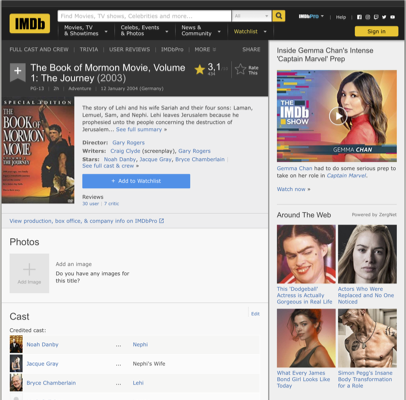 IMDb
Find Movies, TV shows, Celebrities and more...
All
IMDbPro
Help
Movies, TV
& Showtimes
Celebs, Events
& Photos
News &
Community
Watchlist
Sign in
FULL CAST AND CREW | TRIVIA | USER REVIEWS | IMDbPro | MORE
SHARE
The Book of Mormon Movie, Volume
1: The Journey (2003)
3,1
Rate
This
PG-13 | 2h | Adventure | 12 January 2004 (Germany)
SPECIAL EDITION
THE
BOOK OF
MORMON
MOVIE
THE JOURNEY
The story of Lehi and his wife Sariah and their four sons: Laman,
Lemuel, Sam, and Nephi. Lehi leaves Jerusalem because he
prophesied unto the people concerning the destruction of
Jerusalem... See full summary »
Director: Gary Rogers
Writers: Craig Clyde (screenplay), Gary Rogers
Stars: Noah Danby, Jacque Gray, Bryce Chamberlain |
See full cast & crew »
+ Add to Watchlist
Reviews
30 user | 7 critic
View production, box office, & company info on IMDbPro
Photos
Add Image
Add an image
Do you have any images for
this title?
Cast
Edit
Credited cast:
Noah Danby ... Nephi
Jacque Gray ... Nephi's Wife
Bryce Chamberlain ... Lehi
Inside Gemma Chan's Intense
'Captain Marvel' Prep
THE
IMDb
SHOW
GEMMA CHAN
Gemma Chan had to do some serious prep to
take on her role in Captain Marvel.
Watch now »
Around The Web
Powered by ZergNet
This 'Dodgeball'
Actress is Actually
Gorgeous in Real Life
Actors Who Were
Replaced and No One
Noticed
What Every James
Bond Girl Looks Like
Today
Simon Pegg's Insane
Body Transformation
for a Role